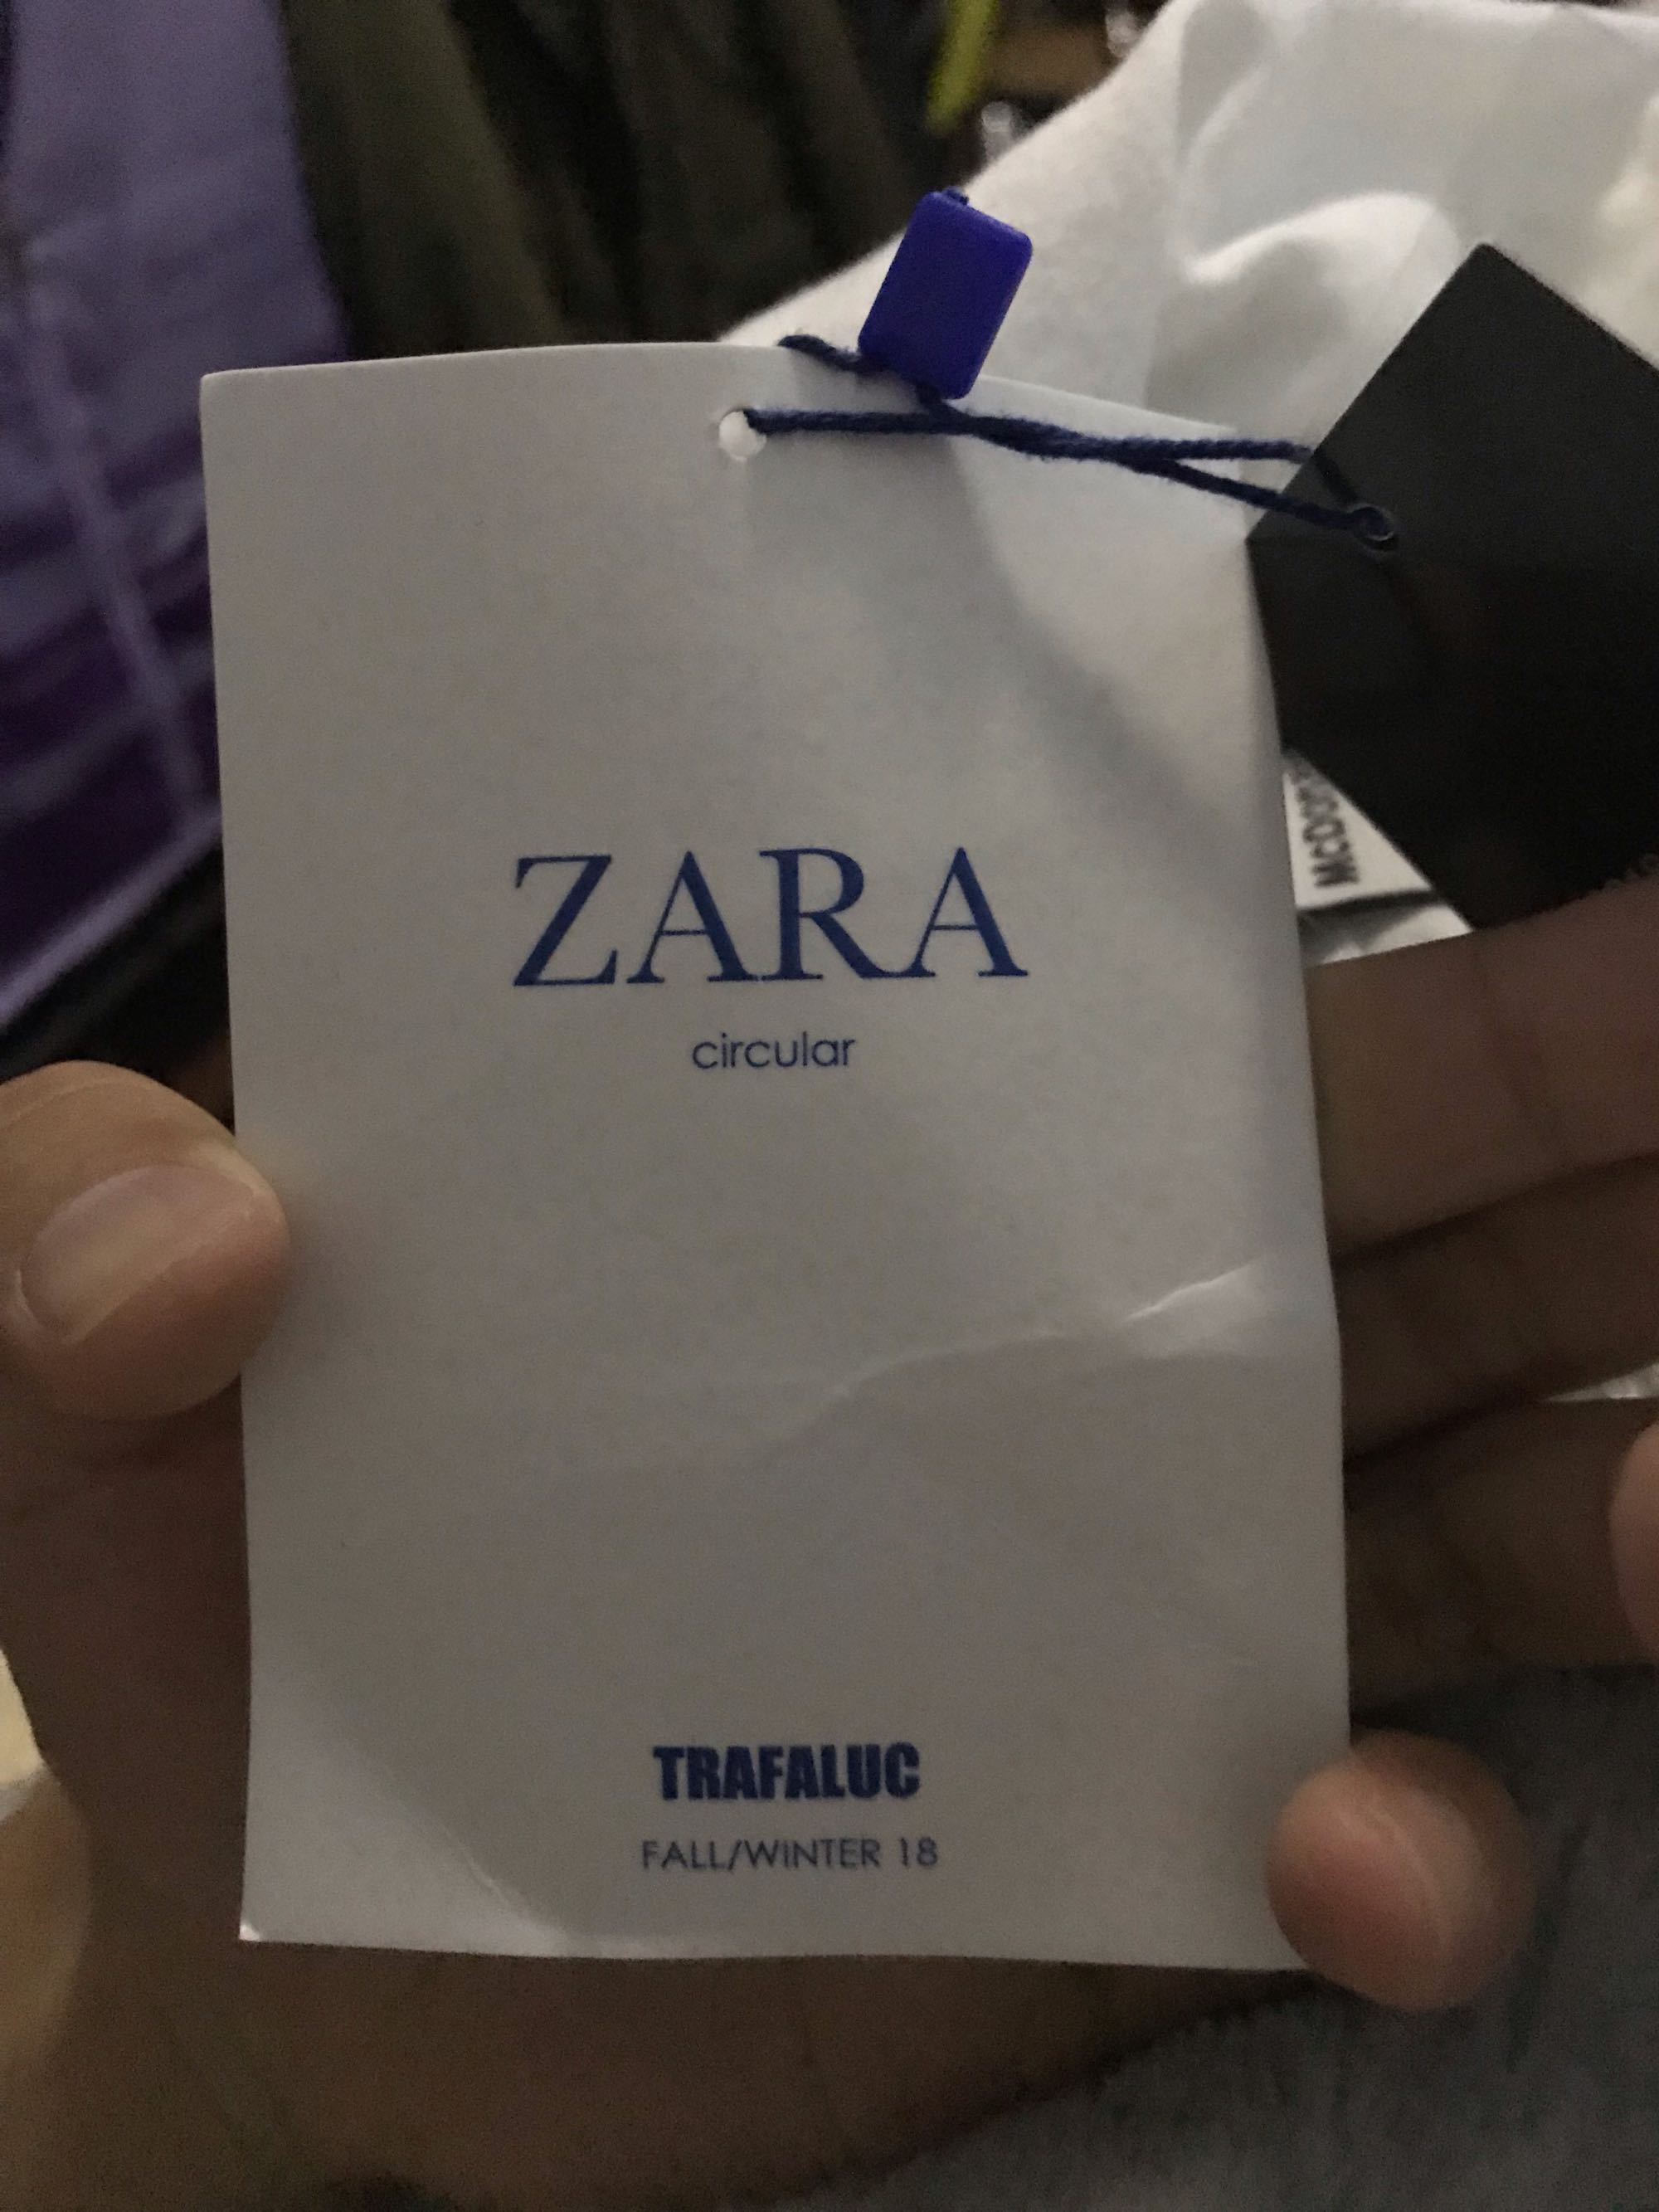 ZARA
circular
TRAFALUC
FALL/WINTER 18